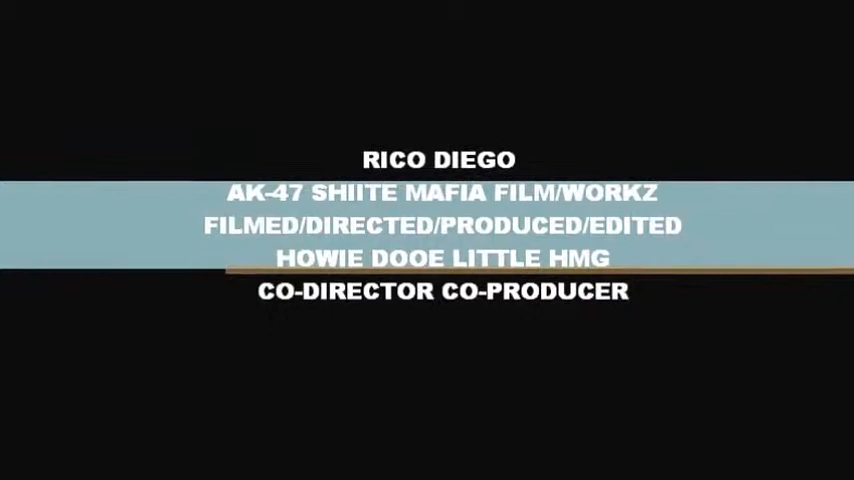 RICO DIEGO
AK-47 SHIITE MAFIA FILM/WORKZ
FILMED/DIRECTED/PRODUCED/EDITED
HOWIE DOOE LITTLE HMG
CO-DIRECTOR CO-PRODUCER